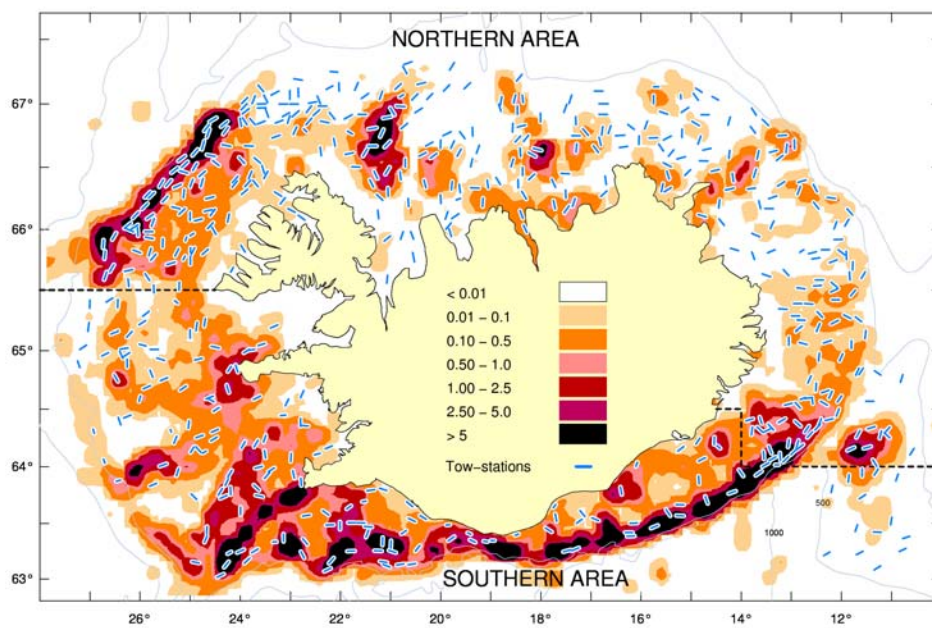 NORTHERN AREA
67°
66°
65°
64°
63°
< 0.01
0.01 – 0.1
0.10 – 0.5
0.50 – 1.0
1.00 – 2.5
2.50 – 5.0
> 5
Tow–stations
500
1000
SOUTHERN AREA
26° 24° 22° 20° 18° 16° 14° 12°